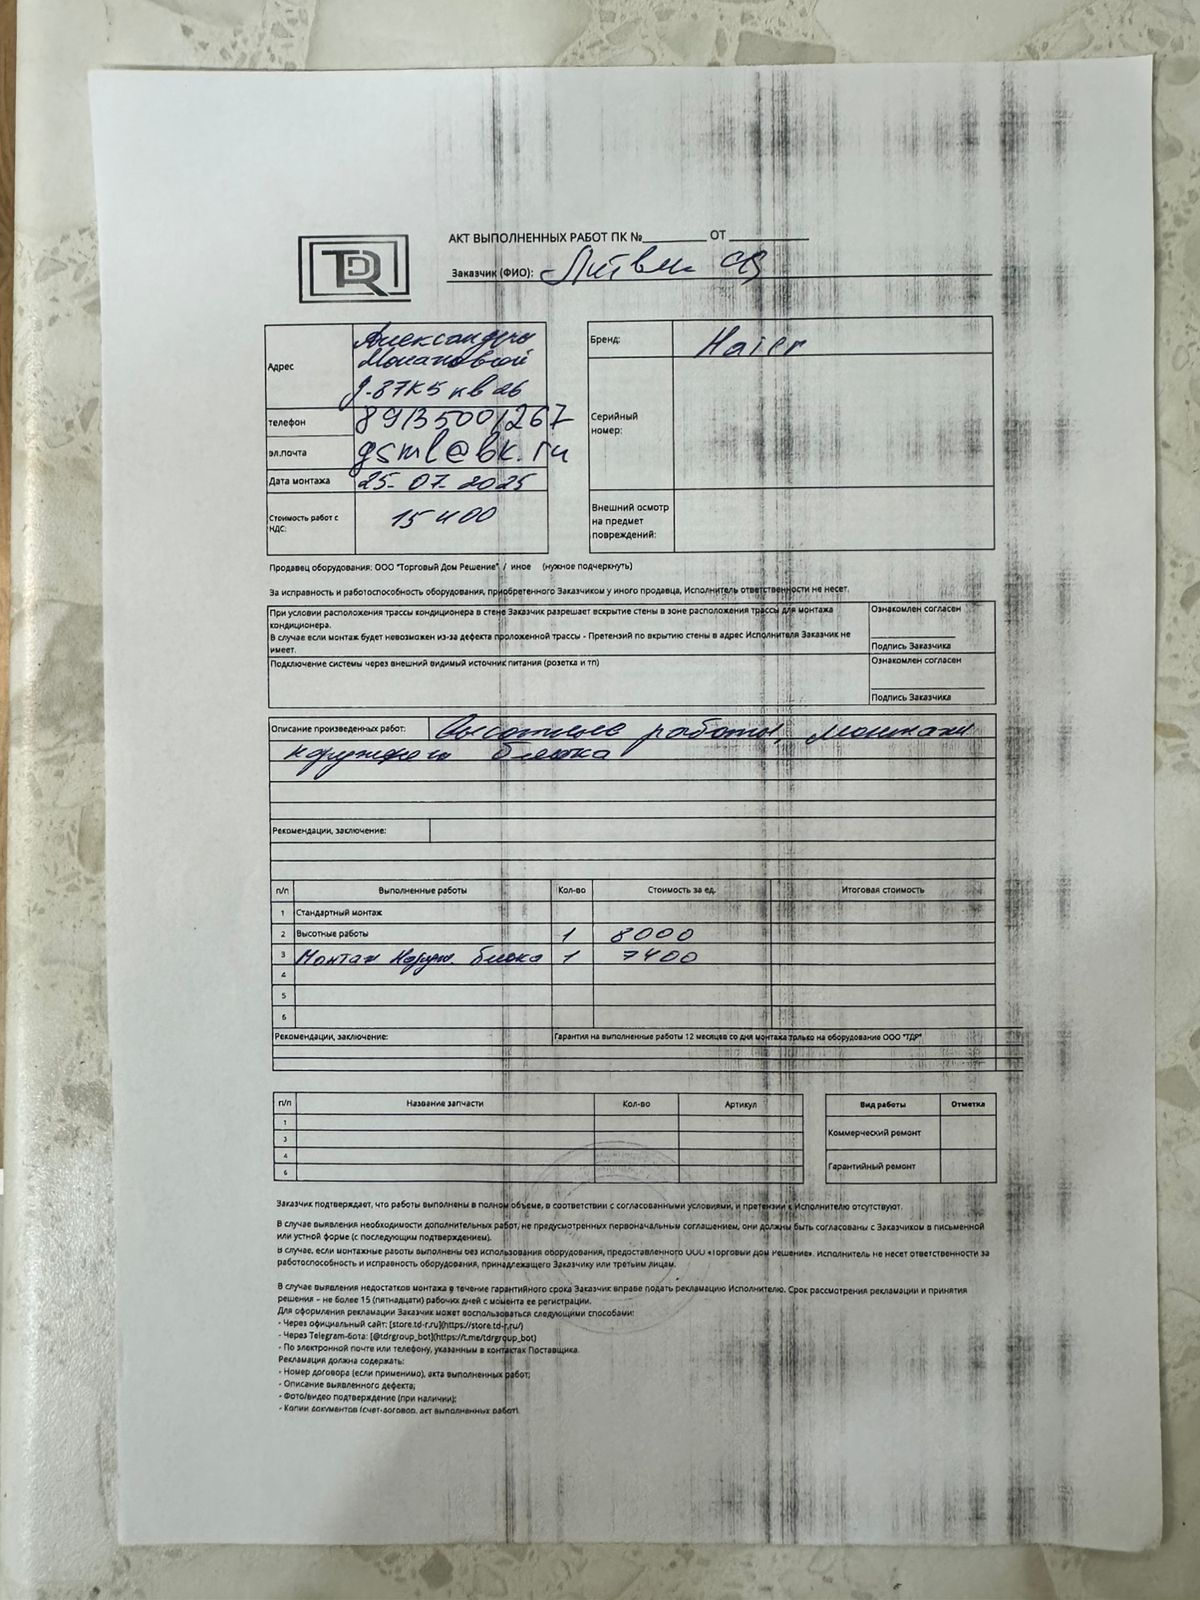 TDR
АКТ ВЫПОЛНЕННЫХ РАБОТ ПК №________ ОТ ________
Заказчик (ФИО): Литвин СВ
Адрес
Александры
Монаховой
д.87к5 кв 26
телефон 89135001267
эл.почта gsml@bk.ru
Дата монтажа 25-07-2025
Стоимость работ с НДС: 15400
Бренд: Haier
Серийный номер:
Внешний осмотр на предмет повреждений:
Продавец оборудования: ООО "Торговый Дом Решение" / иное (нужное подчеркнуть)
За исправность и работоспособность оборудования, приобретенного Заказчиком у иного продавца, Исполнитель ответственности не несет.
При условии расположения трассы кондиционера в стене Заказчик разрешает вскрытие стены в зоне расположения трассы для монтажа
кондиционера.
В случае если монтаж будет невозможен из-за дефекта проложенной трассы - Претензий по вкрытию стены в адрес Исполнителя Заказчик не
имеет.
Ознакомлен согласен
Подпись Заказчика
Подключение системы через внешний видимый источник питания (розетка и тп)
Ознакомлен согласен
Подпись Заказчика
Описание произведенных работ: Высотные работы, монтаж
наружного блока
Рекомендации, заключение:
п/п Выполненные работы Кол-во Стоимость за ед. Итоговая стоимость
1 Стандартный монтаж
2 Высотные работы 1 8000
3 Монтаж наруж. блока 1 7400
4
5
6
Рекомендации, заключение: Гарантия на выполненные работы 12 месяцев со дня монтажа только на оборудование ООО "ТДР"
п/п Название запчасти Кол-во Артикул
1
3
4
6
Вид работы Отметка
Коммерческий ремонт
Гарантийный ремонт
Заказчик подтверждает, что работы выполнены в полном объеме, в соответствии с согласованными условиями, и претензии к Исполнителю отсутствуют.
В случае выявления необходимости дополнительных работ, не предусмотренных первоначальным соглашением, они должны быть согласованы с Заказчиком в письменной
или устной форме (с последующим подтверждением).
В случае, если монтажные работы выполнены без использования оборудования, предоставленного ООО «Торговый дом Решение». Исполнитель не несет ответственности за
работоспособность и исправность оборудования, принадлежащего Заказчику или третьим лицам.
В случае выявления недостатков монтажа в течение гарантийного срока Заказчик вправе подать рекламацию Исполнителю. Срок рассмотрения рекламации и принятия
решения – не более 15 (пятнадцати) рабочих дней с момента ее регистрации.
Для оформления рекламации Заказчик может воспользоваться следующими способами:
- Через официальный сайт: [store.td-r.ru](https://store.td-r.ru/)
- Через Telegram-бота: [@tdrgroup_bot](https://t.me/tdrgroup_bot)
- По электронной почте или телефону, указанным в контактах Поставщика.
Рекламация должна содержать:
- Номер договора (если применимо), акта выполненных работ;
- Описание выявленного дефекта;
- Фото/видео подтверждение (при наличии);
- Копии документов (счет-договор, акт выполненных работ).